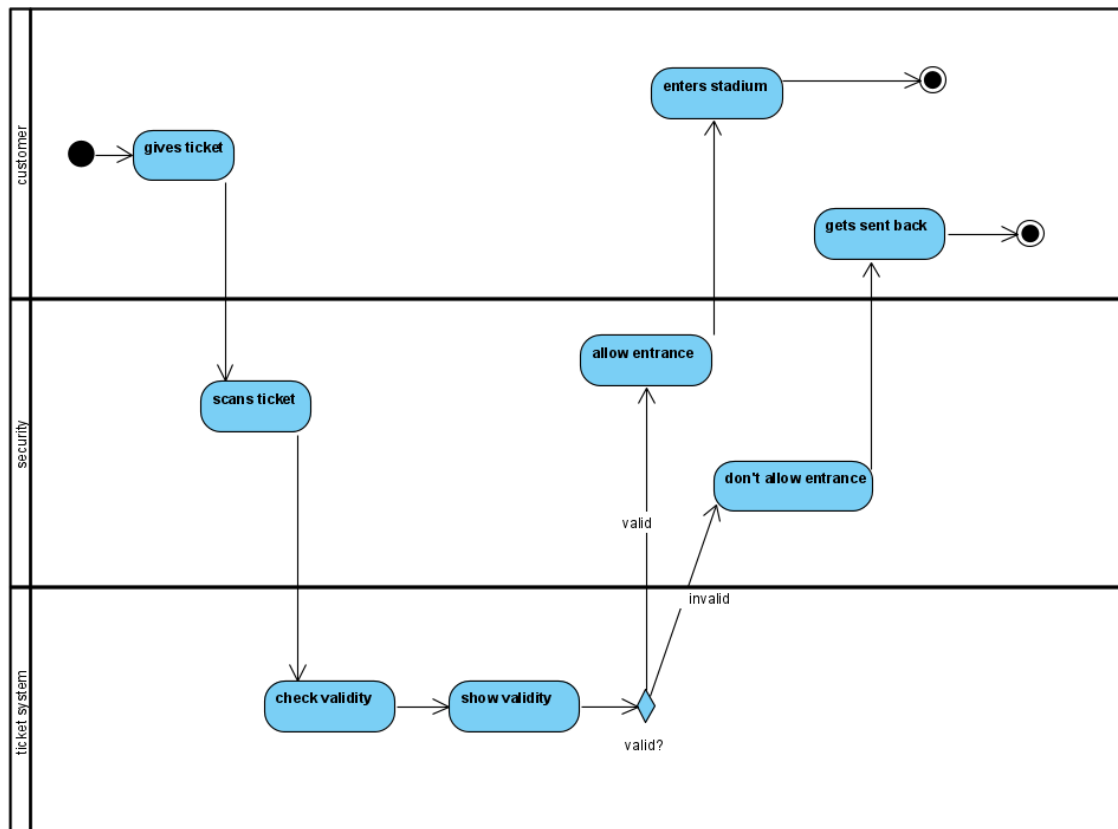 customer
gives ticket
enters stadium
gets sent back
security
scans ticket
allow entrance
don't allow entrance
valid
invalid
ticket system
check validity
show validity
valid?